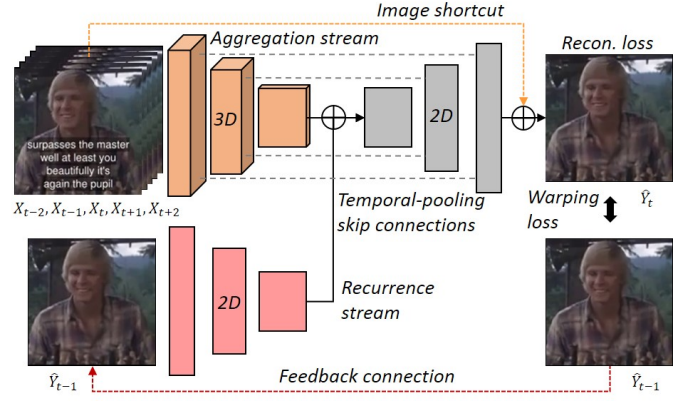 Image shortcut
Aggregation stream
Recon. loss
3D
2D
surpasses the master
well at least you
beautifully it's
again the pupil
X_{t-2}, X_{t-1}, X_t, X_{t+1}, X_{t+2}
Temporal-pooling
skip connections
Ŷ_t
Warping
loss
2D
Recurrence
stream
Ŷ_{t-1}
Feedback connection
Ŷ_{t-1}